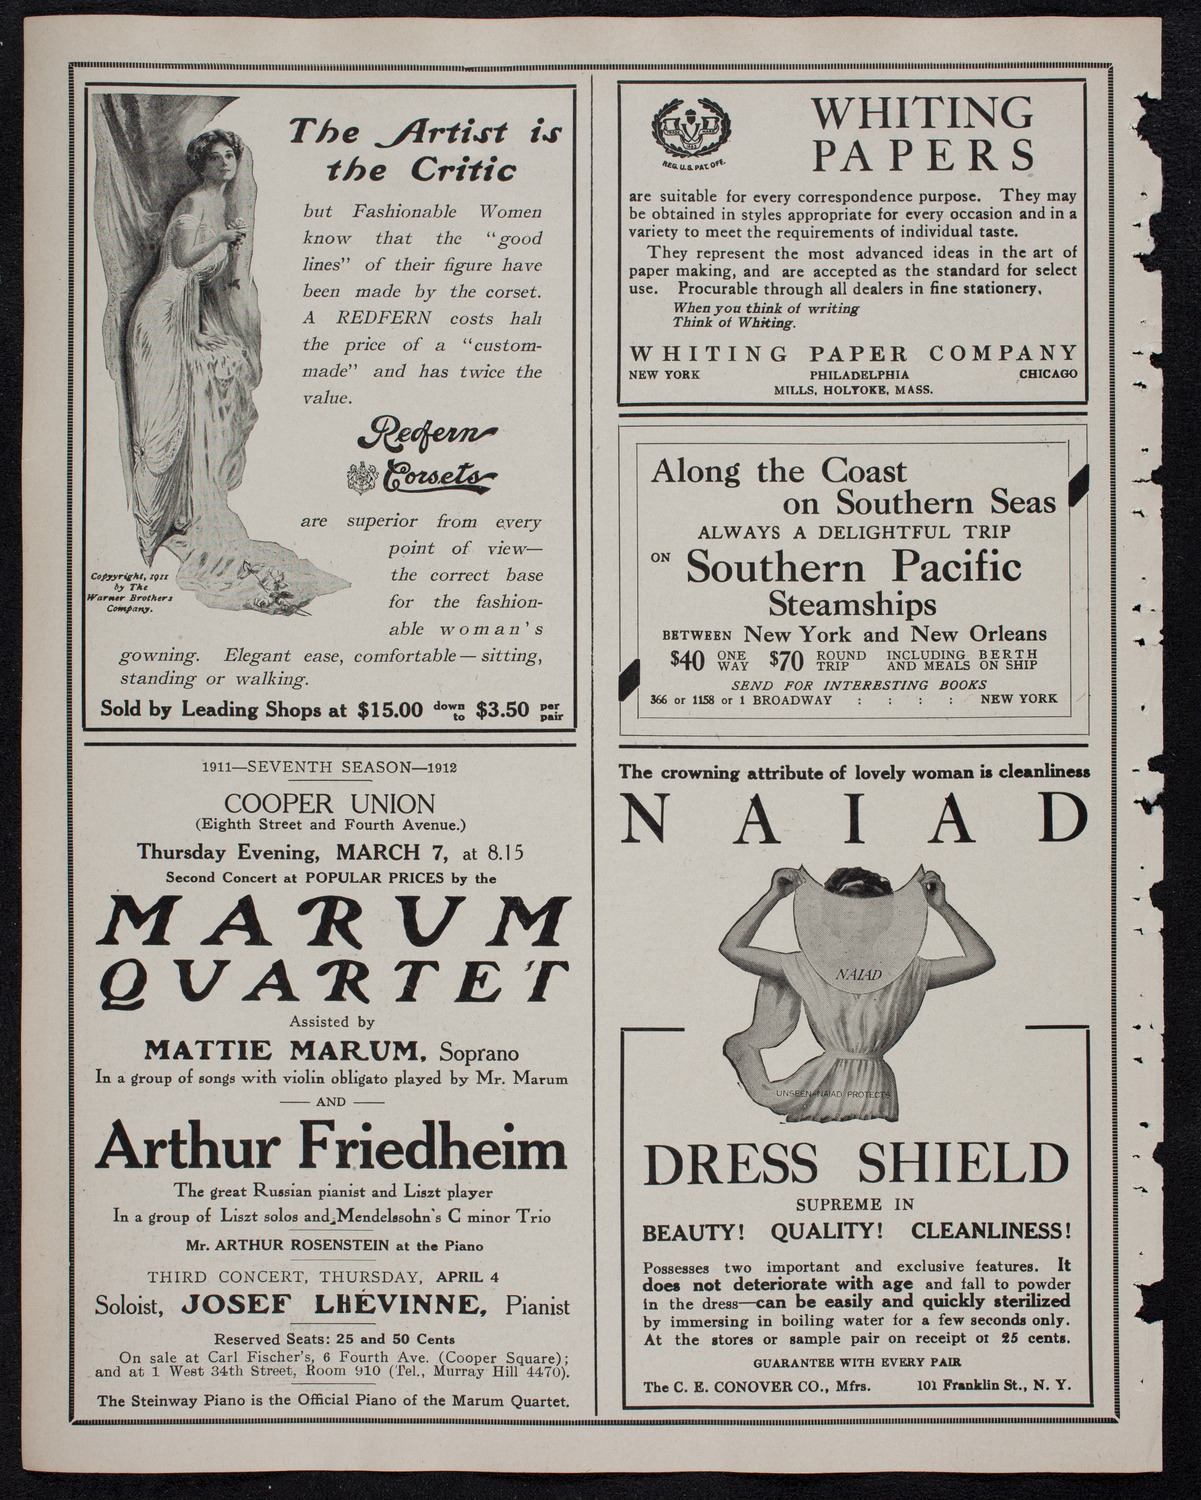 The Artist is
the Critic
but Fashionable Women
know that the "good
lines" of their figure have
been made by the corset.
A REDFERN costs halt
the price of a "custom-
made" and has twice the
value.
Redfern
Corsets
are superior from every
point of view—
the correct base
for the fashion-
able woman's
gowning. Elegant ease, comfortable—sitting,
standing or walking.
Copyright, 1911
by The
Warner Brothers
Company.
Sold by Leading Shops at $15.00 down to $3.50 per pair
1911—SEVENTH SEASON—1912
COOPER UNION
(Eighth Street and Fourth Avenue.)
Thursday Evening, MARCH 7, at 8.15
Second Concert at POPULAR PRICES by the
MARUM
QUARTET
Assisted by
MATTIE MARUM, Soprano
In a group of songs with violin obligato played by Mr. Marum
— AND —
Arthur Friedheim
The great Russian pianist and Liszt player
In a group of Liszt solos and Mendelssohn's C minor Trio
Mr. ARTHUR ROSENSTEIN at the Piano
THIRD CONCERT, THURSDAY, APRIL 4
Soloist, JOSEF LHÉVINNE, Pianist
Reserved Seats: 25 and 50 Cents
On sale at Carl Fischer's, 6 Fourth Ave. (Cooper Square);
and at 1 West 34th Street, Room 910 (Tel., Murray Hill 4470).
The Steinway Piano is the Official Piano of the Marum Quartet.
REG. U.S. PAT. OFF.
WHITING
PAPERS
are suitable for every correspondence purpose. They may
be obtained in styles appropriate for every occasion and in a
variety to meet the requirements of individual taste.
They represent the most advanced ideas in the art of
paper making, and are accepted as the standard for select
use. Procurable through all dealers in fine stationery.
When you think of writing
Think of Whiting.
WHITING PAPER COMPANY
NEW YORK PHILADELPHIA CHICAGO
MILLS, HOLYOKE, MASS.
Along the Coast
on Southern Seas
ALWAYS A DELIGHTFUL TRIP
ON Southern Pacific
Steamships
BETWEEN New York and New Orleans
$40 ONE WAY $70 ROUND TRIP INCLUDING BERTH AND MEALS ON SHIP
SEND FOR INTERESTING BOOKS
366 or 1158 or 1 BROADWAY : : : : NEW YORK
The crowning attribute of lovely woman is cleanliness
NAIAD
NAIAD
UNSEEN-NAIAD PROTECTS
DRESS SHIELD
SUPREME IN
BEAUTY! QUALITY! CLEANLINESS!
Possesses two important and exclusive features. It
does not deteriorate with age and fall to powder
in the dress—can be easily and quickly sterilized
by immersing in boiling water for a few seconds only.
At the stores or sample pair on receipt of 25 cents.
GUARANTEE WITH EVERY PAIR
The C. E. CONOVER CO., Mfrs. 101 Franklin St., N. Y.